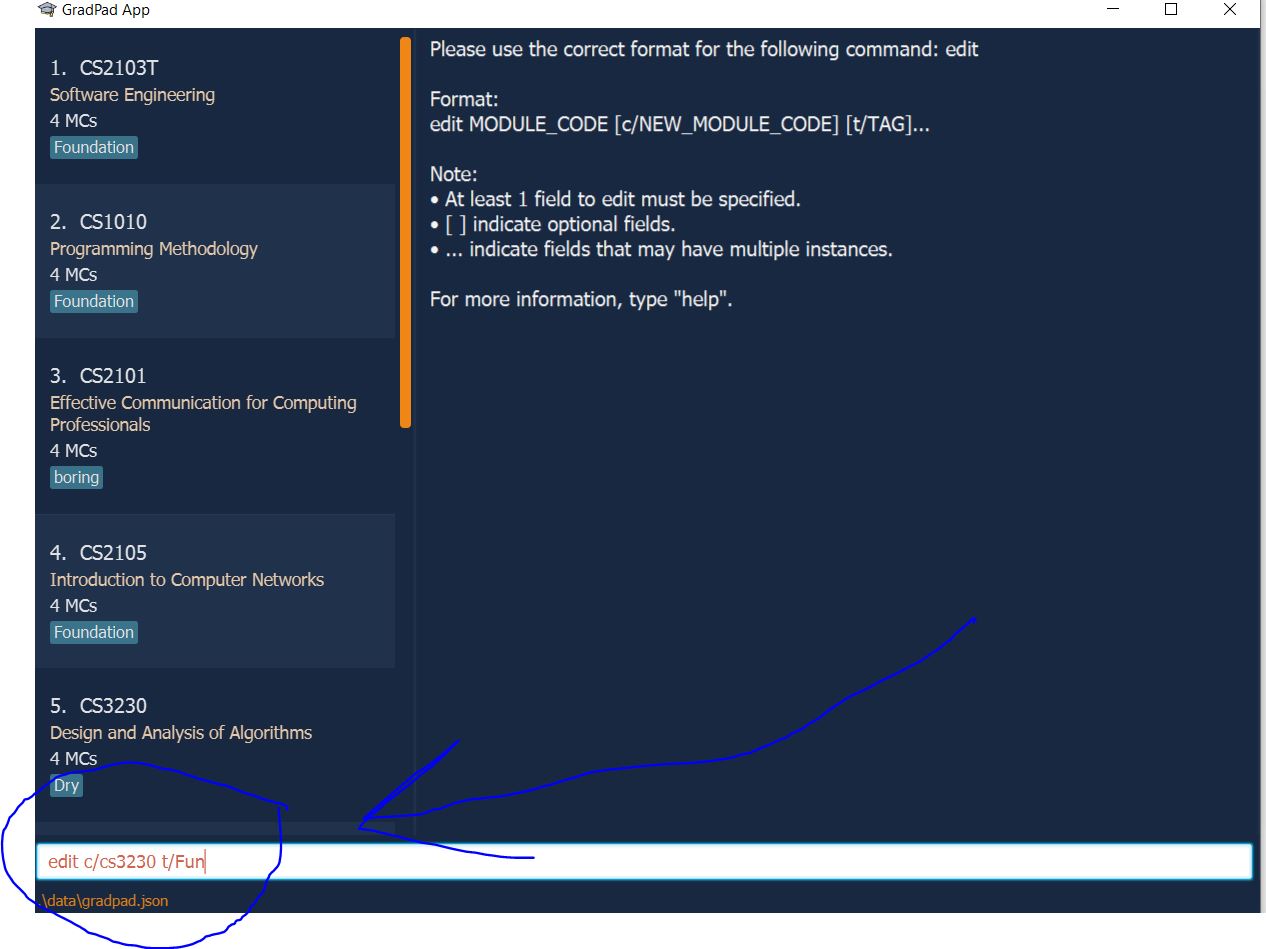 GradPad App
1. CS2103T
Software Engineering
4 MCs
Foundation
2. CS1010
Programming Methodology
4 MCs
Foundation
3. CS2101
Effective Communication for Computing
Professionals
4 MCs
boring
4. CS2105
Introduction to Computer Networks
4 MCs
Foundation
5. CS3230
Design and Analysis of Algorithms
4 MCs
Dry
Please use the correct format for the following command: edit
Format:
edit MODULE_CODE [c/NEW_MODULE_CODE] [t/TAG]...
Note:
• At least 1 field to edit must be specified.
• [ ] indicate optional fields.
• ... indicate fields that may have multiple instances.
For more information, type "help".
edit c/cs3230 t/Fun
\data\gradpad.json